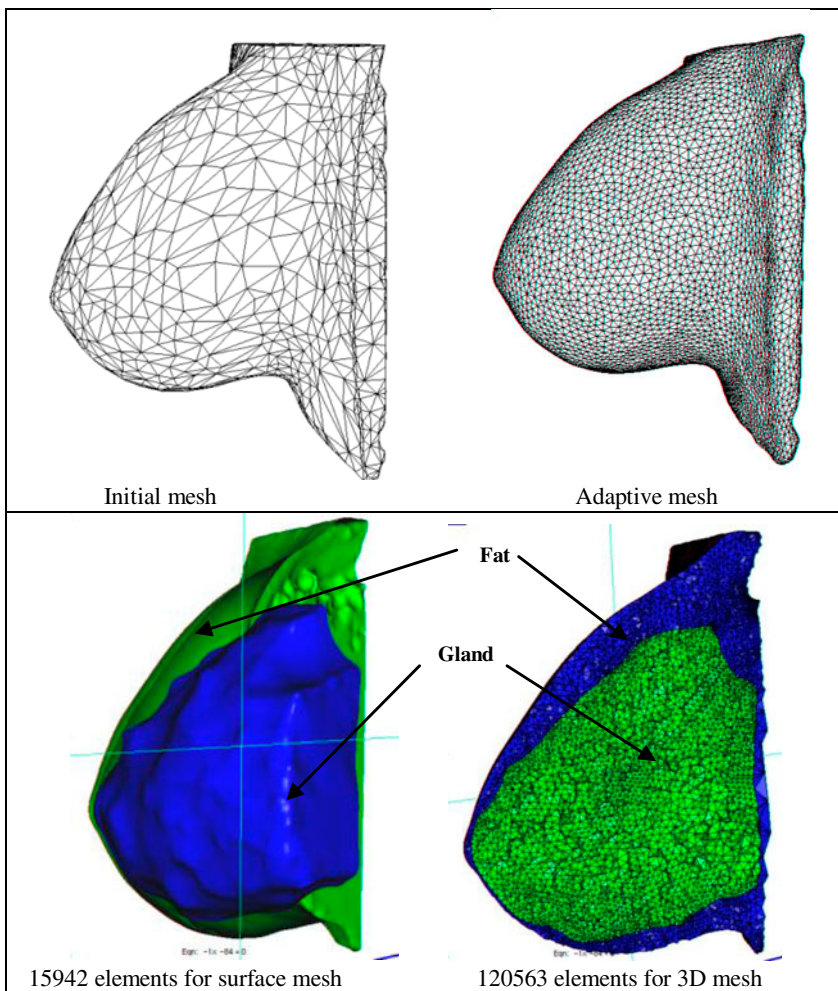 Initial mesh
Adaptive mesh
Fat
Gland
15942 elements for surface mesh
120563 elements for 3D mesh